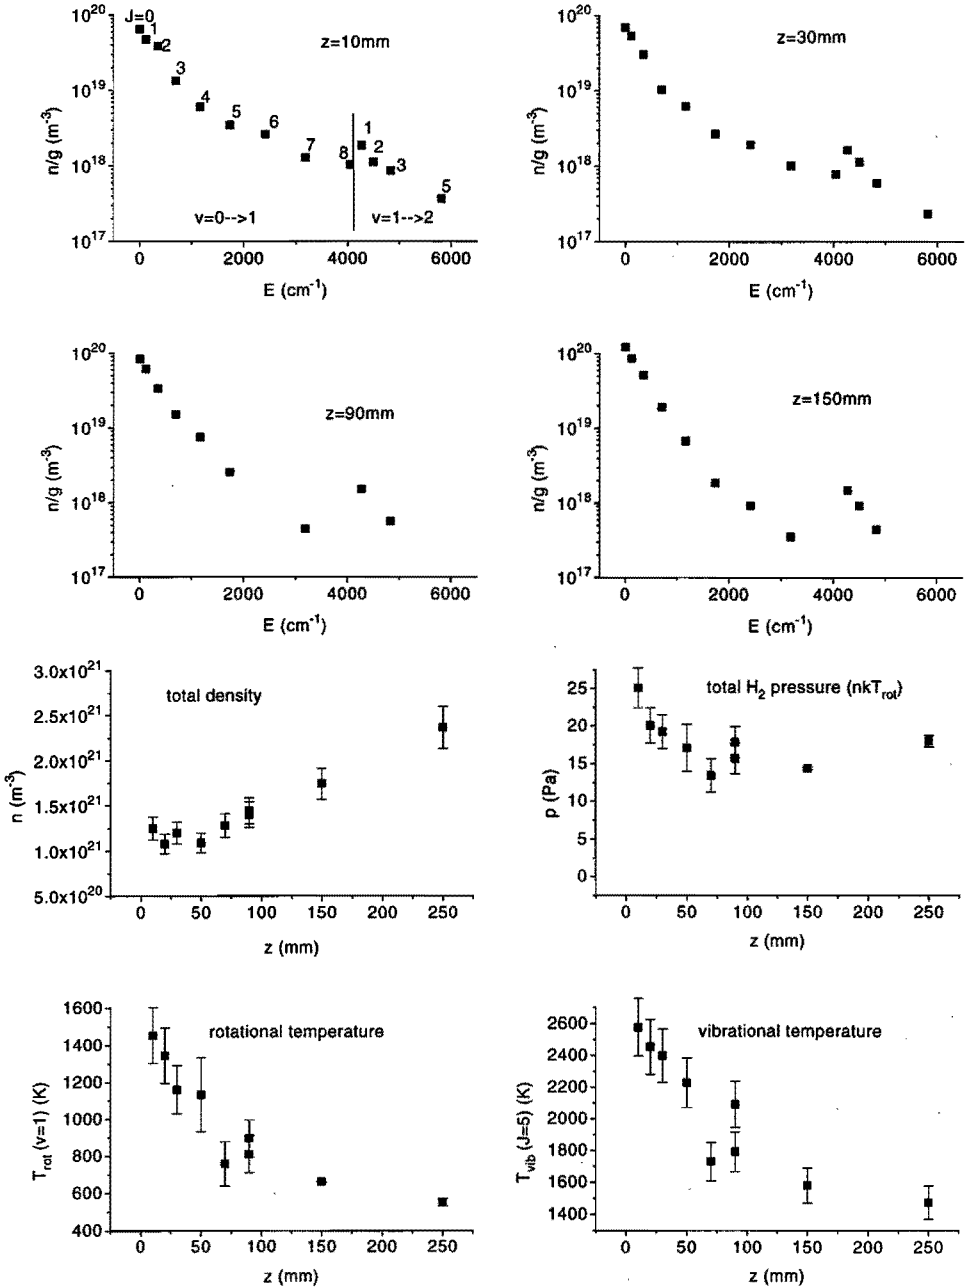 J=0
1
2
3
4
5
6
7
8
1
2
3
5
z=10mm
v=0-->1
v=1-->2
10^20
10^19
10^18
10^17
n/g (m^-3)
0 2000 4000 6000
E (cm^-1)
z=30mm
10^20
10^19
10^18
10^17
n/g (m^-3)
0 2000 4000 6000
E (cm^-1)
z=90mm
10^20
10^19
10^18
10^17
n/g (m^-3)
0 2000 4000 6000
E (cm^-1)
z=150mm
10^20
10^19
10^18
10^17
n/g (m^-3)
0 2000 4000 6000
E (cm^-1)
total density
3.0x10^21
2.5x10^21
2.0x10^21
1.5x10^21
1.0x10^21
5.0x10^20
n (m^-3)
0 50 100 150 200 250
z (mm)
total H_2 pressure (nkT_rot)
25
20
15
10
5
0
p (Pa)
0 50 100 150 200 250
z (mm)
rotational temperature
1600
1400
1200
1000
800
600
400
T_rot (v=1) (K)
0 50 100 150 200 250
z (mm)
vibrational temperature
2600
2400
2200
2000
1800
1600
1400
T_vib (J=5) (K)
0 50 100 150 200 250
z (mm)